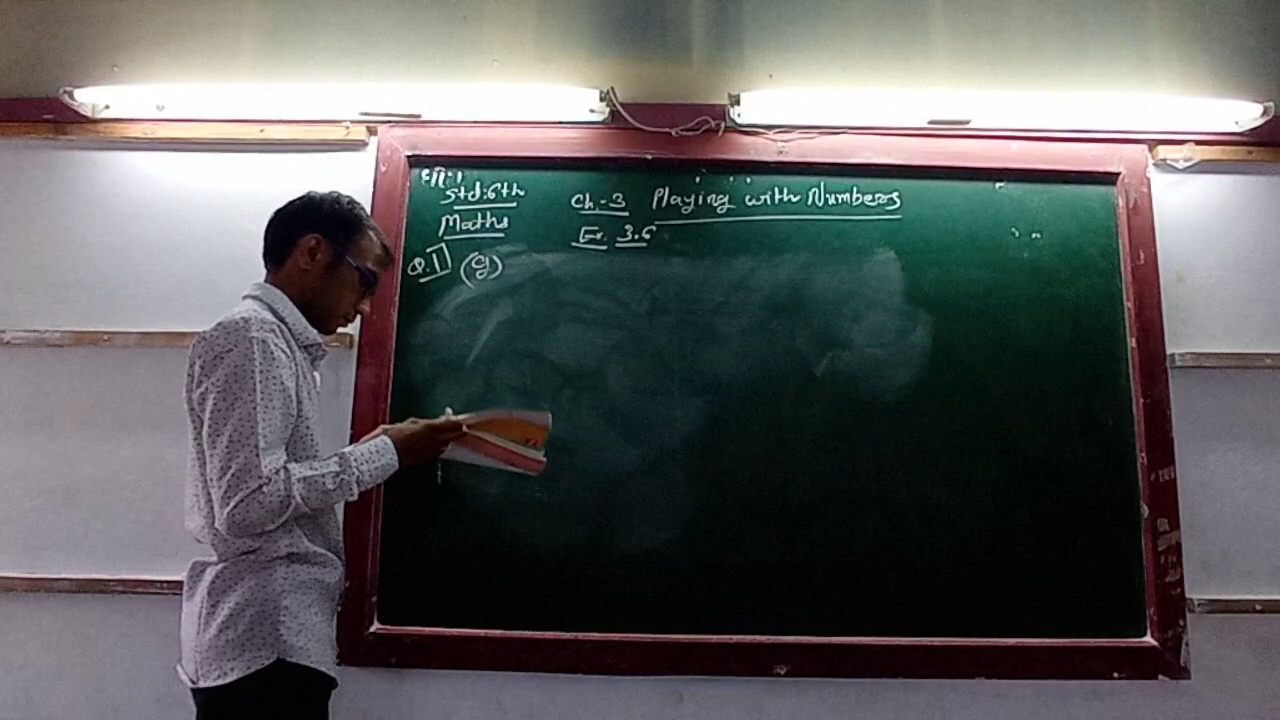 Std:6th
Maths
Ch.-3 Playing with Numbers
Ex. 3.6
Q.1 (g)